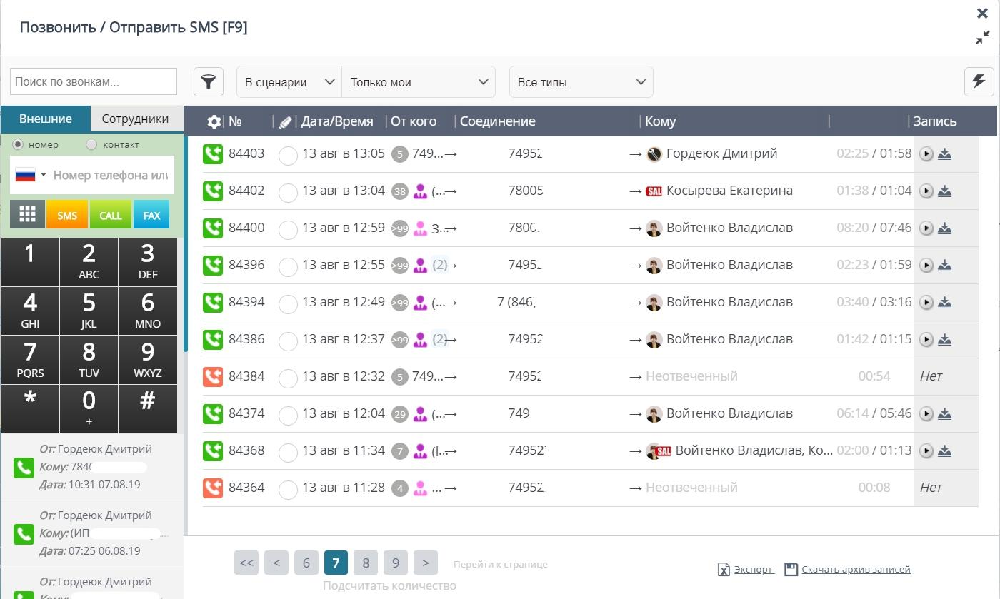 Позвонить / Отправить SMS [F9]
Поиск по звонкам...
В сценарии
Только мои
Все типы
Внешние
Сотрудники
номер
контакт
Номер телефона или
SMS
CALL
FAX
1
2
3
ABC
DEF
4
5
6
GHI
JKL
MNO
7
8
9
PQRS
TUV
WXYZ
*
0
#
+
От: Гордеюк Дмитрий
Кому: 784
Дата: 10:31 07.08.19
От: Гордеюк Дмитрий
Кому: (ИП ...
Дата: 07:25 06.08.19
От: Гордеюк Дмитрий
Кому:
№ Дата/Время От кого Соединение Кому Запись
84403 13 авг в 13:05 5 749...→ 74952 → Гордеюк Дмитрий 02:25 / 01:58
84402 13 авг в 13:04 38 (...→ 78005 → SAL Косырева Екатерина 01:38 / 01:04
84400 13 авг в 12:59 >99 З...→ 780 → Войтенко Владислав 08:20 / 07:46
84396 13 авг в 12:55 >99 (2)→ 7495 → Войтенко Владислав 02:23 / 01:59
84394 13 авг в 12:49 >99 (...→ 7 (846 → Войтенко Владислав 03:40 / 03:16
84386 13 авг в 12:37 >99 (2)→ 74952 → Войтенко Владислав 01:42 / 01:15
84384 13 авг в 12:32 5 749...→ 74952 → Неотвеченный 00:54 Нет
84374 13 авг в 12:04 29 (...→ 749 → Войтенко Владислав 06:14 / 05:46
84368 13 авг в 11:34 7 (...→ 74952 → SAL Войтенко Владислав, Ко... 02:00 / 01:13
84364 13 авг в 11:28 4 ... → 74952 → Неотвеченный 00:08 Нет
<< < 6 7 8 9 > Перейти к странице
Подсчитать количество
Экспорт
Скачать архив записей